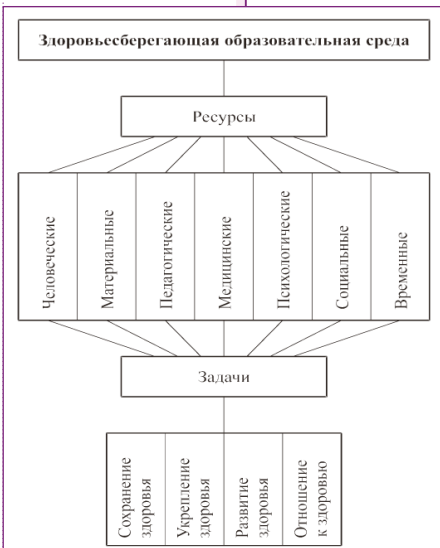 Здоровьесберегающая образовательная среда
Ресурсы
Человеческие
Материальные
Педагогические
Медицинские
Психологические
Социальные
Временные
Задачи
Сохранение
здоровья
Укрепление
здоровья
Развитие
здоровья
Отношение
к здоровью